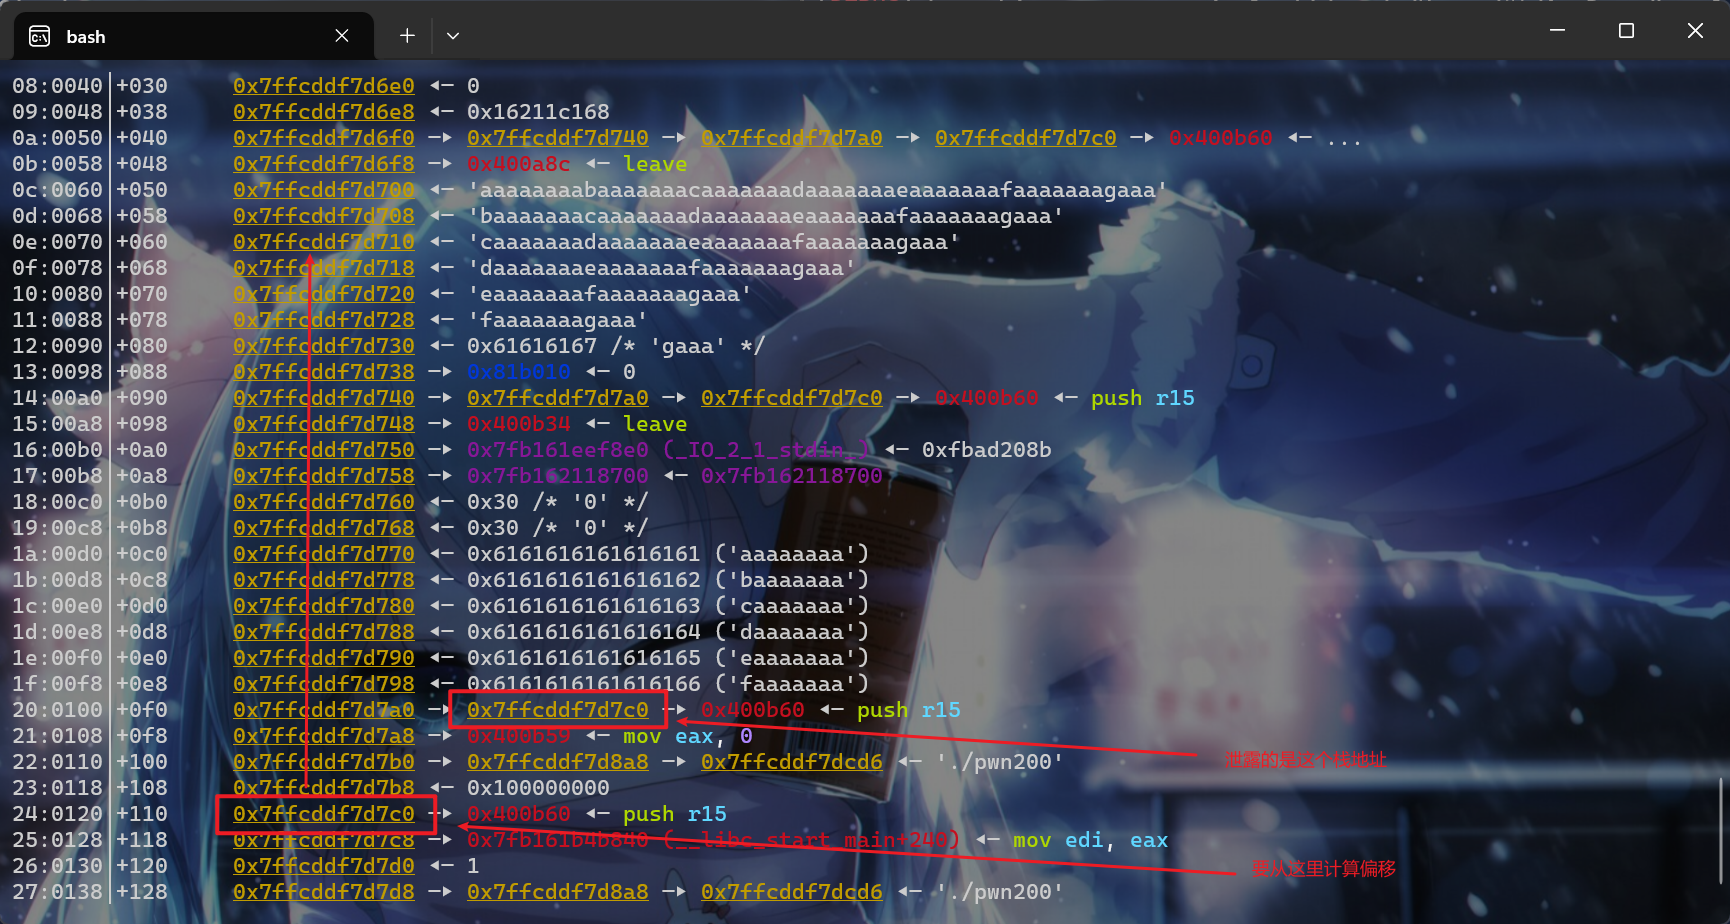 bash
08:0040│+030 0x7ffcddf7d6e0 ◂— 0
09:0048│+038 0x7ffcddf7d6e8 ◂— 0x16211c168
0a:0050│+040 0x7ffcddf7d6f0 —▸ 0x7ffcddf7d740 —▸ 0x7ffcddf7d7a0 —▸ 0x7ffcddf7d7c0 —▸ 0x400b60 ◂— ...
0b:0058│+048 0x7ffcddf7d6f8 —▸ 0x400a8c ◂— leave
0c:0060│+050 0x7ffcddf7d700 ◂— 'aaaaaaaabaaaaaaacaaaaaaadaaaaaaaeaaaaaaafaaaaaaagaaa'
0d:0068│+058 0x7ffcddf7d708 ◂— 'baaaaaaacaaaaaaadaaaaaaaeaaaaaaafaaaaaaagaaa'
0e:0070│+060 0x7ffcddf7d710 ◂— 'caaaaaaadaaaaaaaeaaaaaaafaaaaaaagaaa'
0f:0078│+068 0x7ffcddf7d718 ◂— 'daaaaaaaeaaaaaaafaaaaaaagaaa'
10:0080│+070 0x7ffcddf7d720 ◂— 'eaaaaaaafaaaaaaagaaa'
11:0088│+078 0x7ffcddf7d728 ◂— 'faaaaaaagaaa'
12:0090│+080 0x7ffcddf7d730 ◂— 0x61616167 /* 'gaaa' */
13:0098│+088 0x7ffcddf7d738 —▸ 0x81b010 ◂— 0
14:00a0│+090 0x7ffcddf7d740 —▸ 0x7ffcddf7d7a0 —▸ 0x7ffcddf7d7c0 —▸ 0x400b60 ◂— push r15
15:00a8│+098 0x7ffcddf7d748 —▸ 0x400b34 ◂— leave
16:00b0│+0a0 0x7ffcddf7d750 —▸ 0x7fb161eef8e0 (_IO_2_1_stdin_) ◂— 0xfbad208b
17:00b8│+0a8 0x7ffcddf7d758 —▸ 0x7fb162118700 ◂— 0x7fb162118700
18:00c0│+0b0 0x7ffcddf7d760 ◂— 0x30 /* '0' */
19:00c8│+0b8 0x7ffcddf7d768 ◂— 0x30 /* '0' */
1a:00d0│+0c0 0x7ffcddf7d770 ◂— 0x6161616161616161 ('aaaaaaaa')
1b:00d8│+0c8 0x7ffcddf7d778 ◂— 0x6161616161616162 ('baaaaaaa')
1c:00e0│+0d0 0x7ffcddf7d780 ◂— 0x6161616161616163 ('caaaaaaa')
1d:00e8│+0d8 0x7ffcddf7d788 ◂— 0x6161616161616164 ('daaaaaaa')
1e:00f0│+0e0 0x7ffcddf7d790 ◂— 0x6161616161616165 ('eaaaaaaa')
1f:00f8│+0e8 0x7ffcddf7d798 ◂— 0x6161616161616166 ('faaaaaaa')
20:0100│+0f0 0x7ffcddf7d7a0 —▸ 0x7ffcddf7d7c0 —▸ 0x400b60 ◂— push r15
21:0108│+0f8 0x7ffcddf7d7a8 —▸ 0x400b59 ◂— mov eax, 0
22:0110│+100 0x7ffcddf7d7b0 —▸ 0x7ffcddf7d8a8 —▸ 0x7ffcddf7dcd6 ◂— './pwn200'
泄露的是这个栈地址
23:0118│+108 0x7ffcddf7d7b8 ◂— 0x100000000
24:0120│+110 0x7ffcddf7d7c0 —▸ 0x400b60 ◂— push r15
25:0128│+118 0x7ffcddf7d7c8 —▸ 0x7fb161b4b840 (__libc_start_main+240) ◂— mov edi, eax
26:0130│+120 0x7ffcddf7d7d0 ◂— 1
要从这里计算偏移
27:0138│+128 0x7ffcddf7d7d8 —▸ 0x7ffcddf7d8a8 —▸ 0x7ffcddf7dcd6 ◂— './pwn200'